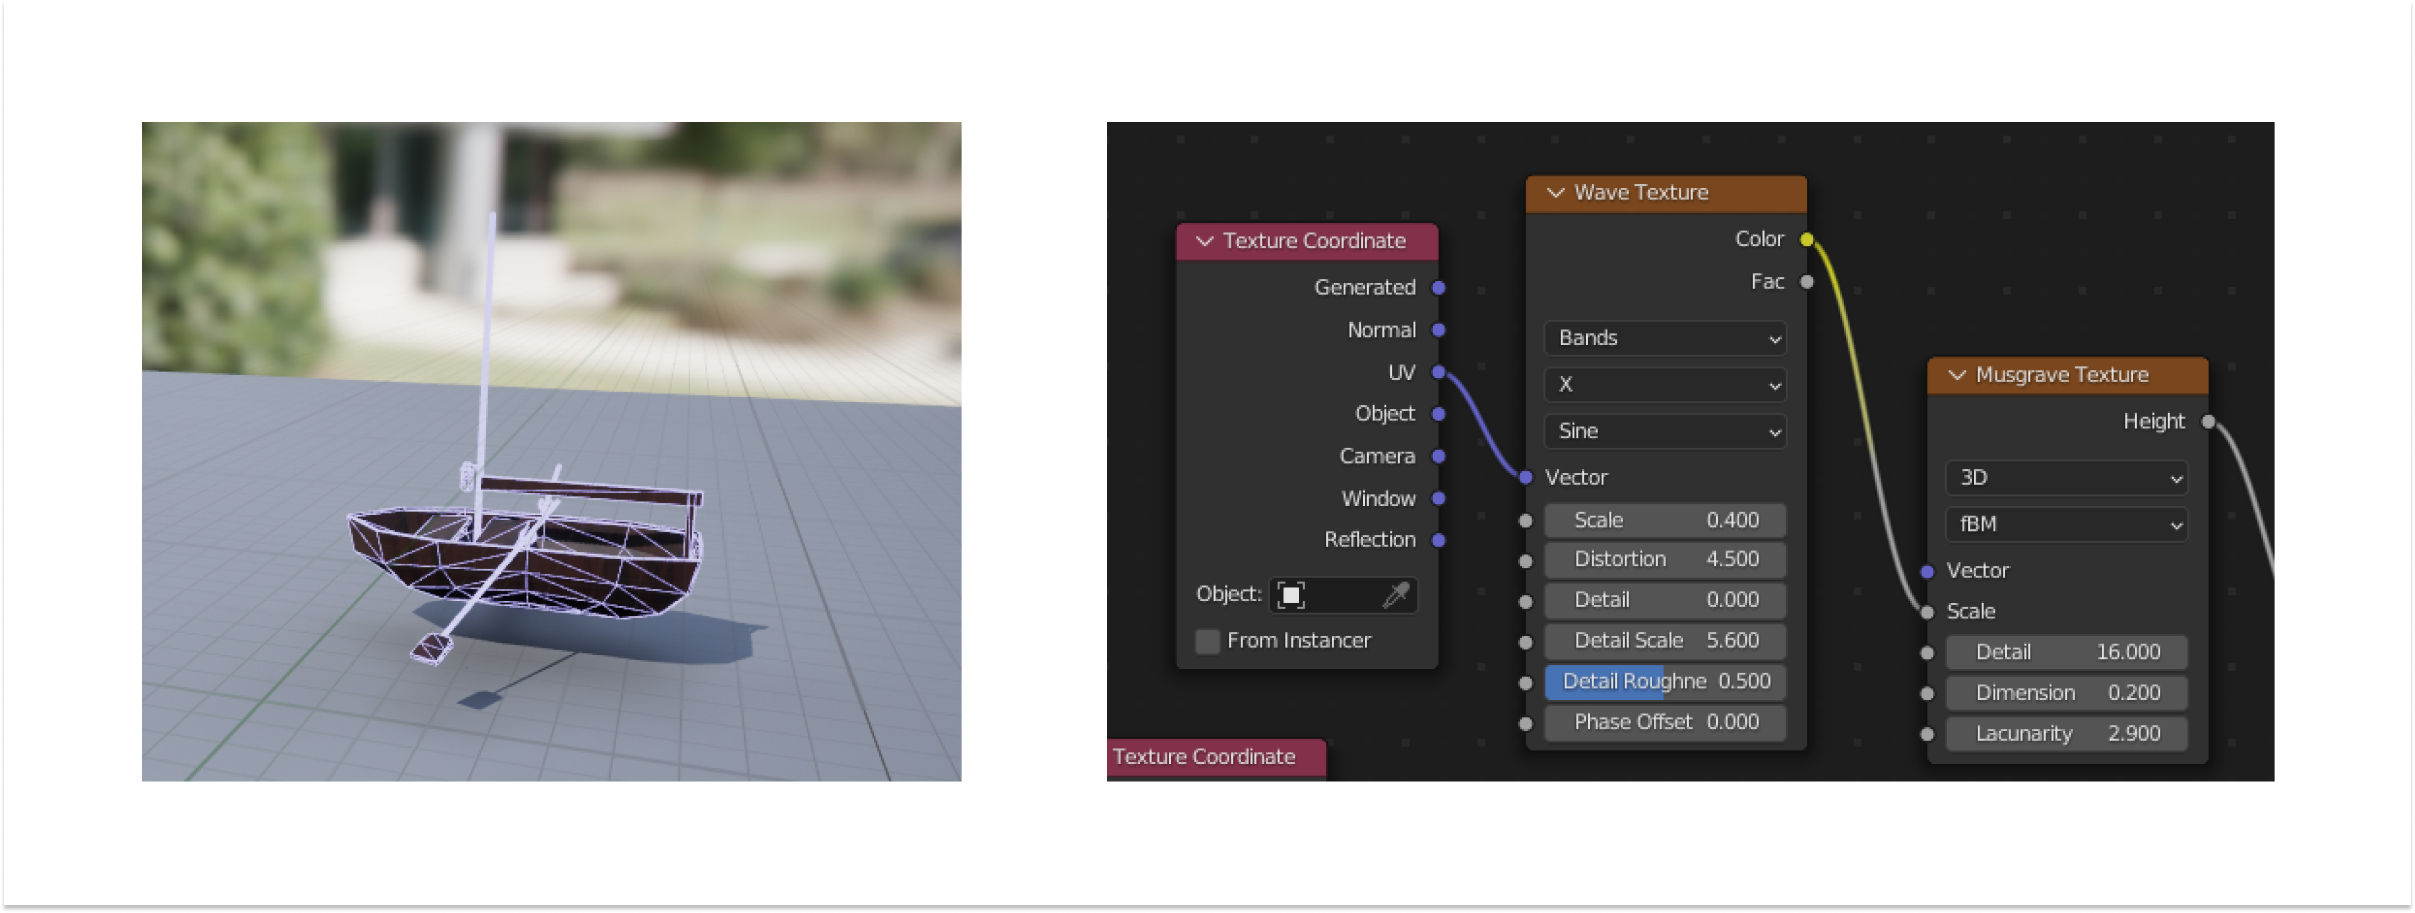 Texture Coordinate
Generated
Normal
UV
Object
Camera
Window
Reflection
Object:
From Instancer
Texture Coordinate
Wave Texture
Color
Fac
Bands
X
Sine
Vector
Scale 0.400
Distortion 4.500
Detail 0.000
Detail Scale 5.600
Detail Roughne 0.500
Phase Offset 0.000
Musgrave Texture
Height
3D
fBM
Vector
Scale
Detail 16.000
Dimension 0.200
Lacunarity 2.900